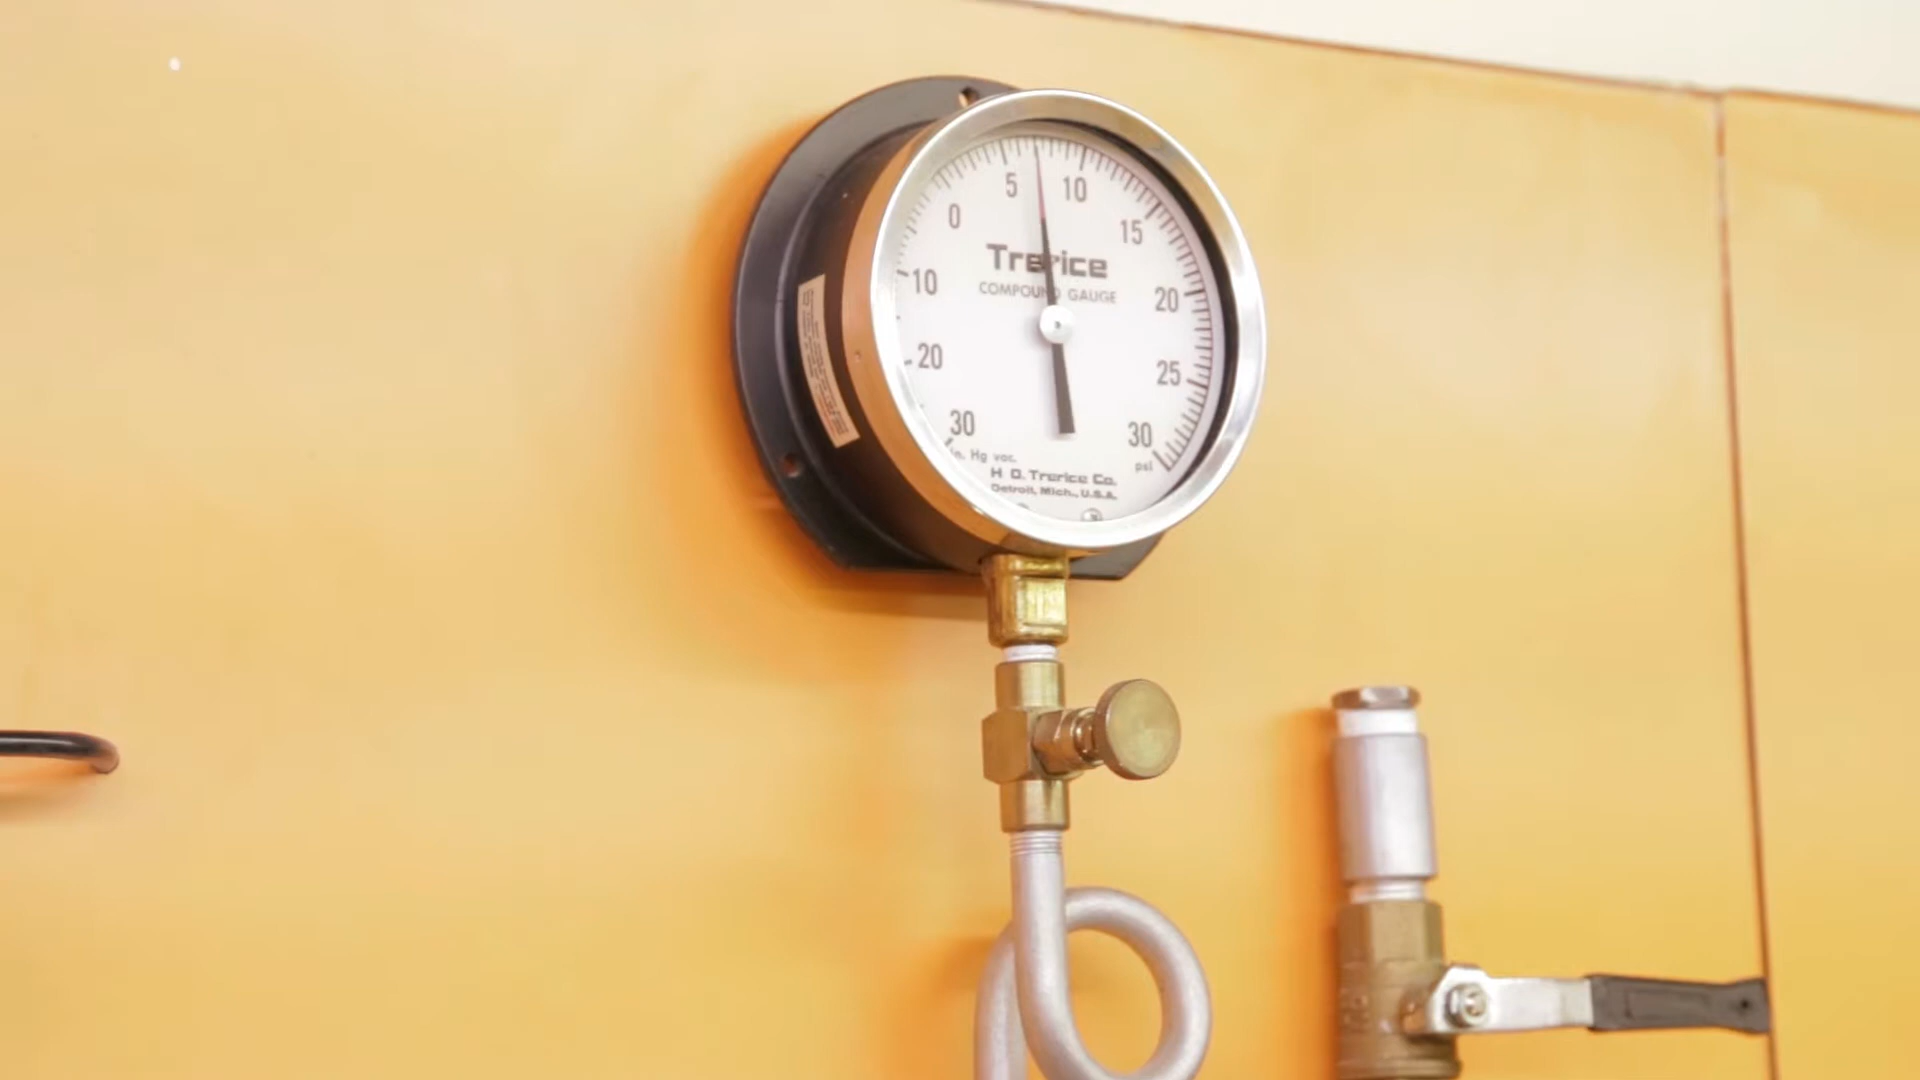 5 10
0 15
Trerice
10 COMPOUND GAUGE 20
20 25
30 30
in. Hg vac. psi
H. O. Trerice Co.
Detroit, Mich., U.S.A.